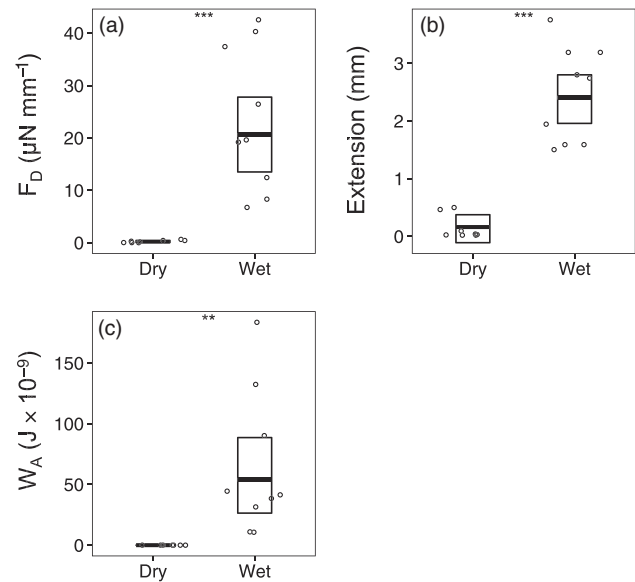 (a)
***
40
30
20
10
0
F_D (µN mm⁻¹)
Dry Wet
(b)
***
3
2
1
0
Extension (mm)
Dry Wet
(c)
**
150
100
50
0
W_A (J × 10⁻⁹)
Dry Wet